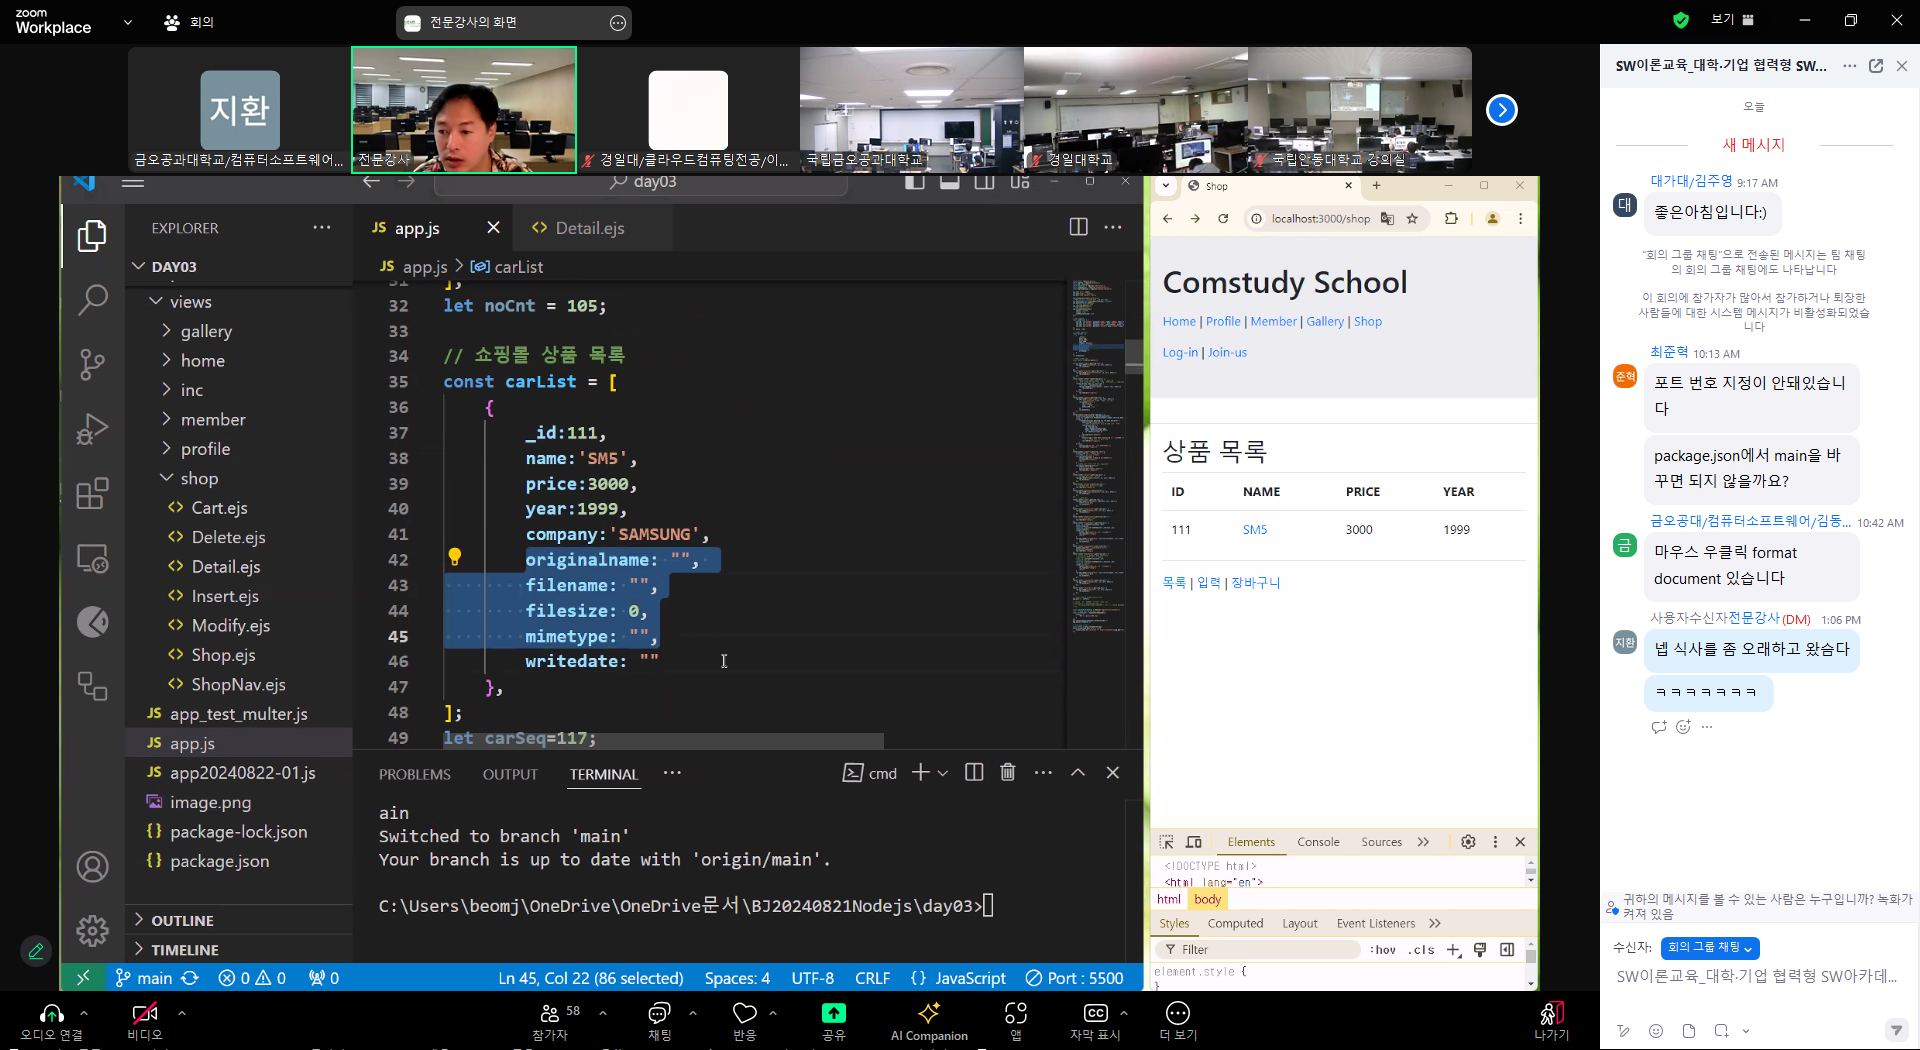 zoom
Workplace
회의
전문강사의 화면
보기
지환
금오공과대학교/컴퓨터소프트웨어...
전문강사
경일대/클라우드컴퓨팅전공/이...
국립금오공과대학교
경일대학교
국립안동대학교 강의실
day03
EXPLORER
DAY03
views
gallery
home
inc
member
profile
shop
Cart.ejs
Delete.ejs
Detail.ejs
Insert.ejs
Modify.ejs
Shop.ejs
ShopNav.ejs
JS app_test_multer.js
JS app.js
JS app20240822-01.js
image.png
package-lock.json
package.json
OUTLINE
TIMELINE
JS app.js
Detail.ejs
JS app.js > carList
31 ];
32 let noCnt = 105;
33
34 // 쇼핑몰 상품 목록
35 const carList = [
36 {
37 _id:111,
38 name:'SM5',
39 price:3000,
40 year:1999,
41 company:'SAMSUNG',
42 originalname: "",
43 filename: "",
44 filesize: 0,
45 mimetype: "",
46 writedate: ""
47 },
48 ];
49 let carSeq=117;
PROBLEMS OUTPUT TERMINAL
cmd
ain
Switched to branch 'main'
Your branch is up to date with 'origin/main'.
C:\Users\beomj\OneDrive\OneDrive문서\BJ20240821Nodejs\day03>
main 0 0 0
Ln 45, Col 22 (86 selected) Spaces: 4 UTF-8 CRLF {} JavaScript Port : 5500
Shop
localhost:3000/shop
Comstudy School
Home | Profile | Member | Gallery | Shop
Log-in | Join-us
상품 목록
ID NAME PRICE YEAR
111 SM5 3000 1999
목록 | 입력 | 장바구니
Elements Console Sources
<!DOCTYPE html>
<html lang="en">
html body
Styles Computed Layout Event Listeners
Filter :hov .cls
element.style {
}
SW이론교육_대학·기업 협력형 SW...
오늘
새 메시지
대가대/김주영 9:17 AM
대
좋은아침입니다:)
"회의 그룹 채팅"으로 전송된 메시지는 팀 채팅
의 회의 그룹 채팅에도 나타납니다
이 회의에 참가자가 많아서 참가하거나 퇴장한
사람들에 대한 시스템 메시지가 비활성화되었습
니다
최준혁 10:13 AM
준혁
포트 번호 지정이 안돼있습니
다
package.json에서 main을 바
꾸면 되지 않을까요?
금오공대/컴퓨터소프트웨어/김동... 10:42 AM
금
마우스 우클릭 format
document 있습니다
사용자수신자전문강사(DM) 1:06 PM
지환
넵 식사를 좀 오래하고 왔슴다
ㅋㅋㅋㅋㅋㅋㅋ
귀하의 메시지를 볼 수 있는 사람은 누구입니까? 녹화가
켜져 있음
수신자: 회의 그룹 채팅
SW이론교육_대학·기업 협력형 SW아카데...
오디오 연결
비디오
58
참가자
채팅
반응
공유
AI Companion
앱
CC
자막 표시
더 보기
나가기